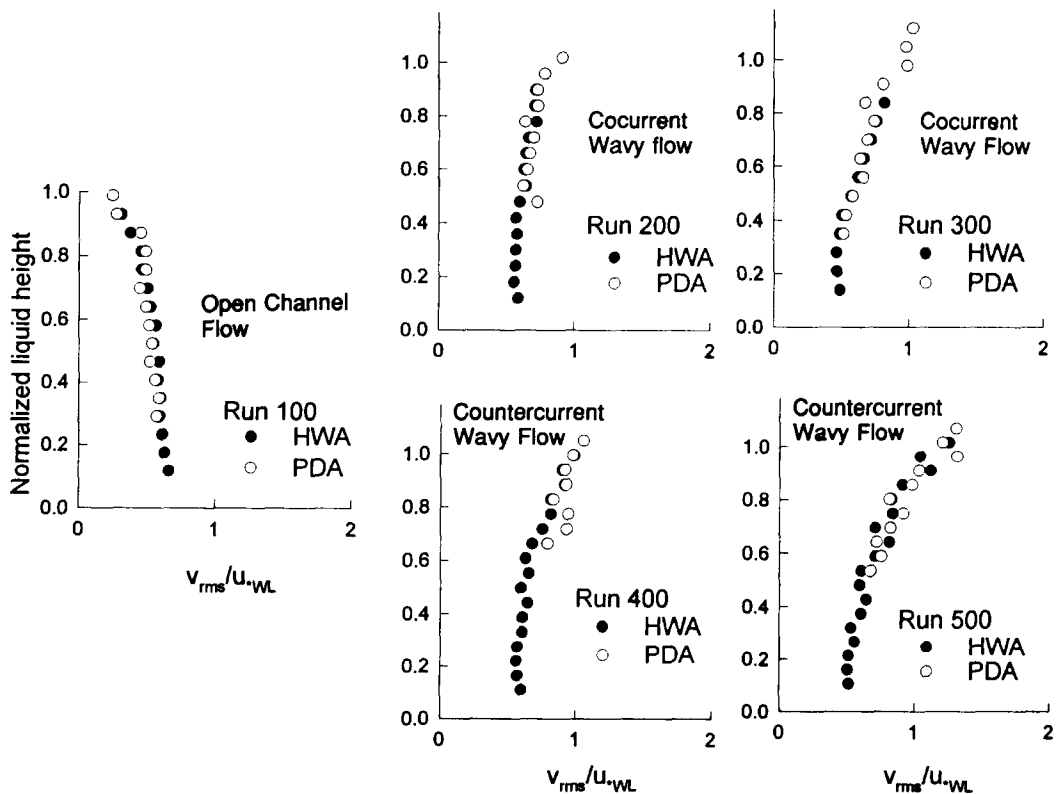 Normalized liquid height
1.0
0.8
0.6
0.4
0.2
0.0
0 1 2
v_rms/u_*WL
Open Channel
Flow
Run 100
HWA
PDA
1.0
0.8
0.6
0.4
0.2
0.0
0 1 2
Cocurrent
Wavy flow
Run 200
HWA
PDA
1.0
0.8
0.6
0.4
0.2
0.0
0 1 2
Cocurrent
Wavy Flow
Run 300
HWA
PDA
Countercurrent
Wavy Flow
1.0
0.8
0.6
0.4
0.2
0.0
0 1 2
v_rms/u_*WL
Run 400
HWA
PDA
Countercurrent
Wavy Flow
1.0
0.8
0.6
0.4
0.2
0.0
0 1 2
v_rms/u_*WL
Run 500
HWA
PDA